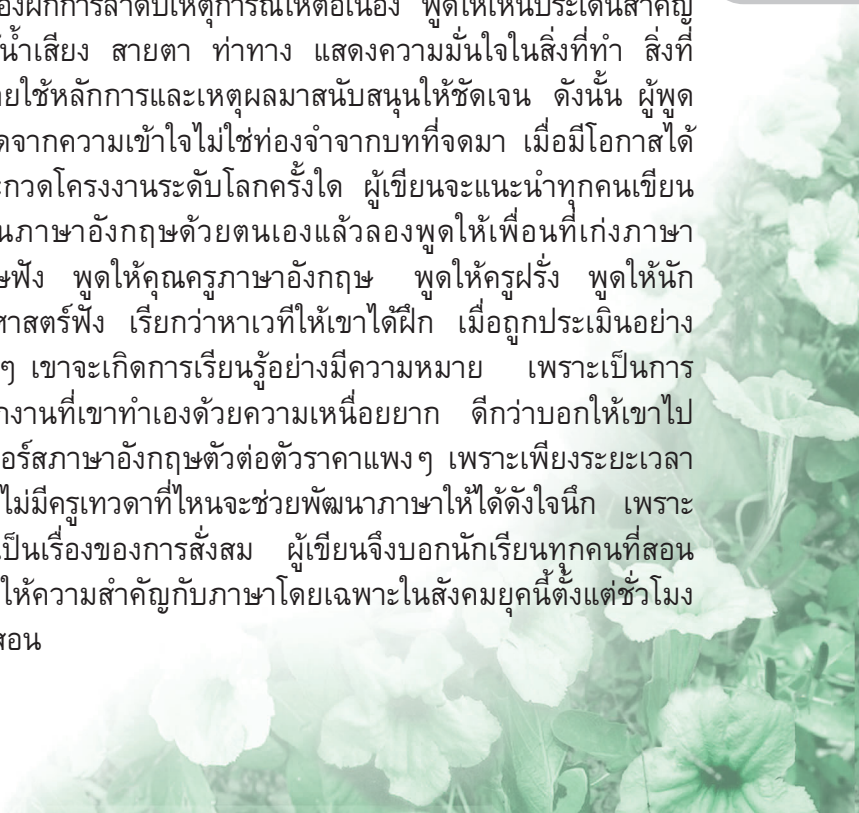 องฝึกการลำดับเหตุการณ์ให้ต่อเนื่อง พูดให้เห็นประเด็นสำคัญ
น้ำเสียง สายตา ท่าทาง แสดงความมั่นใจในสิ่งที่ทำ สิ่งที่
ยใช้หลักการและเหตุผลมาสนับสนุนให้ชัดเจน ดังนั้น ผู้พูด
ดจากความเข้าใจไม่ใช่ท่องจำจากบทที่จดมา เมื่อมีโอกาสได้
ะกวดโครงงานระดับโลกครั้งใด ผู้เขียนจะแนะนำทุกคนเขียน
นภาษาอังกฤษด้วยตนเองแล้วลองพูดให้เพื่อนที่เก่งภาษา
ษฟัง พูดให้คุณครูภาษาอังกฤษ พูดให้ครูฝรั่ง พูดให้นัก
ศาสตร์ฟัง เรียกว่าหาเวทีให้เขาได้ฝึก เมื่อถูกประเมินอย่าง
ๆ เขาจะเกิดการเรียนรู้อย่างมีความหมาย เพราะเป็นการ
กงานที่เขาทำเองด้วยความเหนื่อยยาก ดีกว่าบอกให้เขาไป
อร์สภาษาอังกฤษตัวต่อตัวราคาแพงๆ เพราะเพียงระยะเวลา
ไม่มีครูเทวดาที่ไหนจะช่วยพัฒนาภาษาให้ได้ดังใจนึก เพราะ
เป็นเรื่องของการสั่งสม ผู้เขียนจึงบอกนักเรียนทุกคนที่สอน
ให้ความสำคัญกับภาษาโดยเฉพาะในสังคมยุคนี้ตั้งแต่ชั่วโมง
สอน